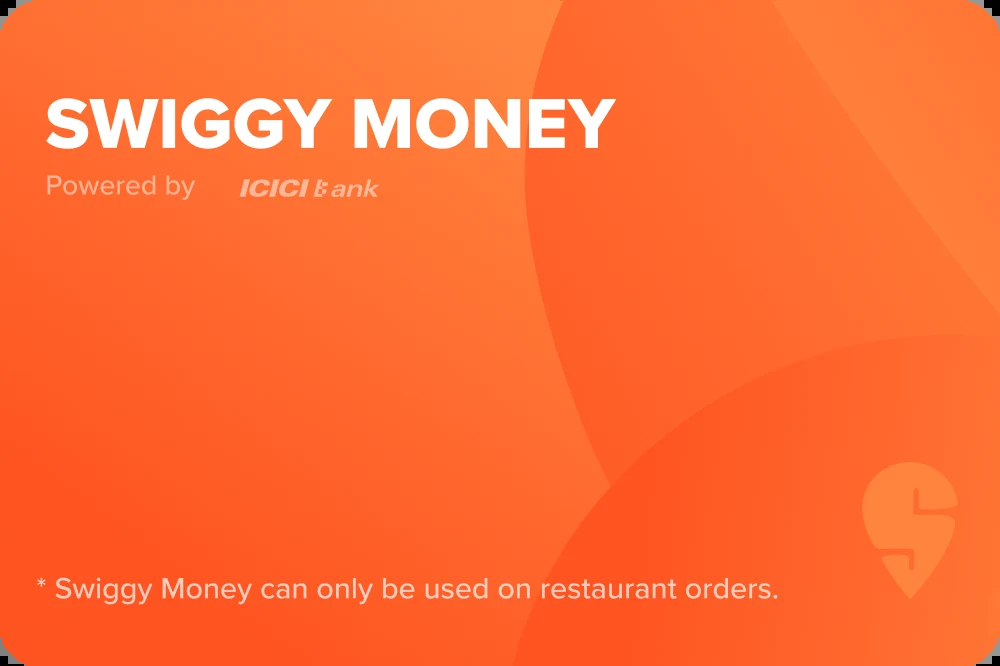 SWIGGY MONEY
Powered by ICICI Bank
* Swiggy Money can only be used on restaurant orders.